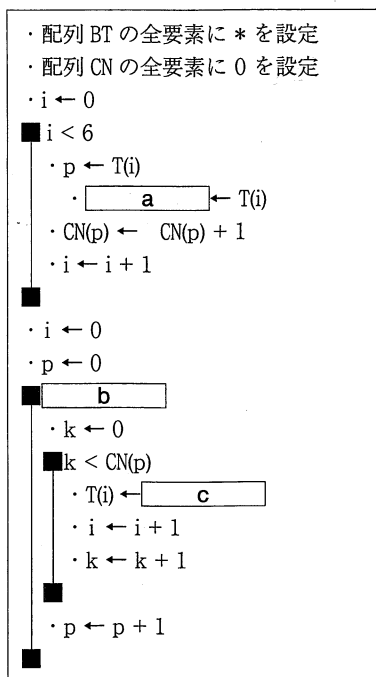 ・配列 BT の全要素に * を設定
・配列 CN の全要素に 0 を設定
・i ← 0
■ i < 6
・p ← T(i)
・ a ← T(i)
・CN(p) ← CN(p) + 1
・i ← i + 1
■
・i ← 0
・p ← 0
■ b
・k ← 0
■ k < CN(p)
・T(i) ← c
・i ← i + 1
・k ← k + 1
■
・p ← p + 1
■